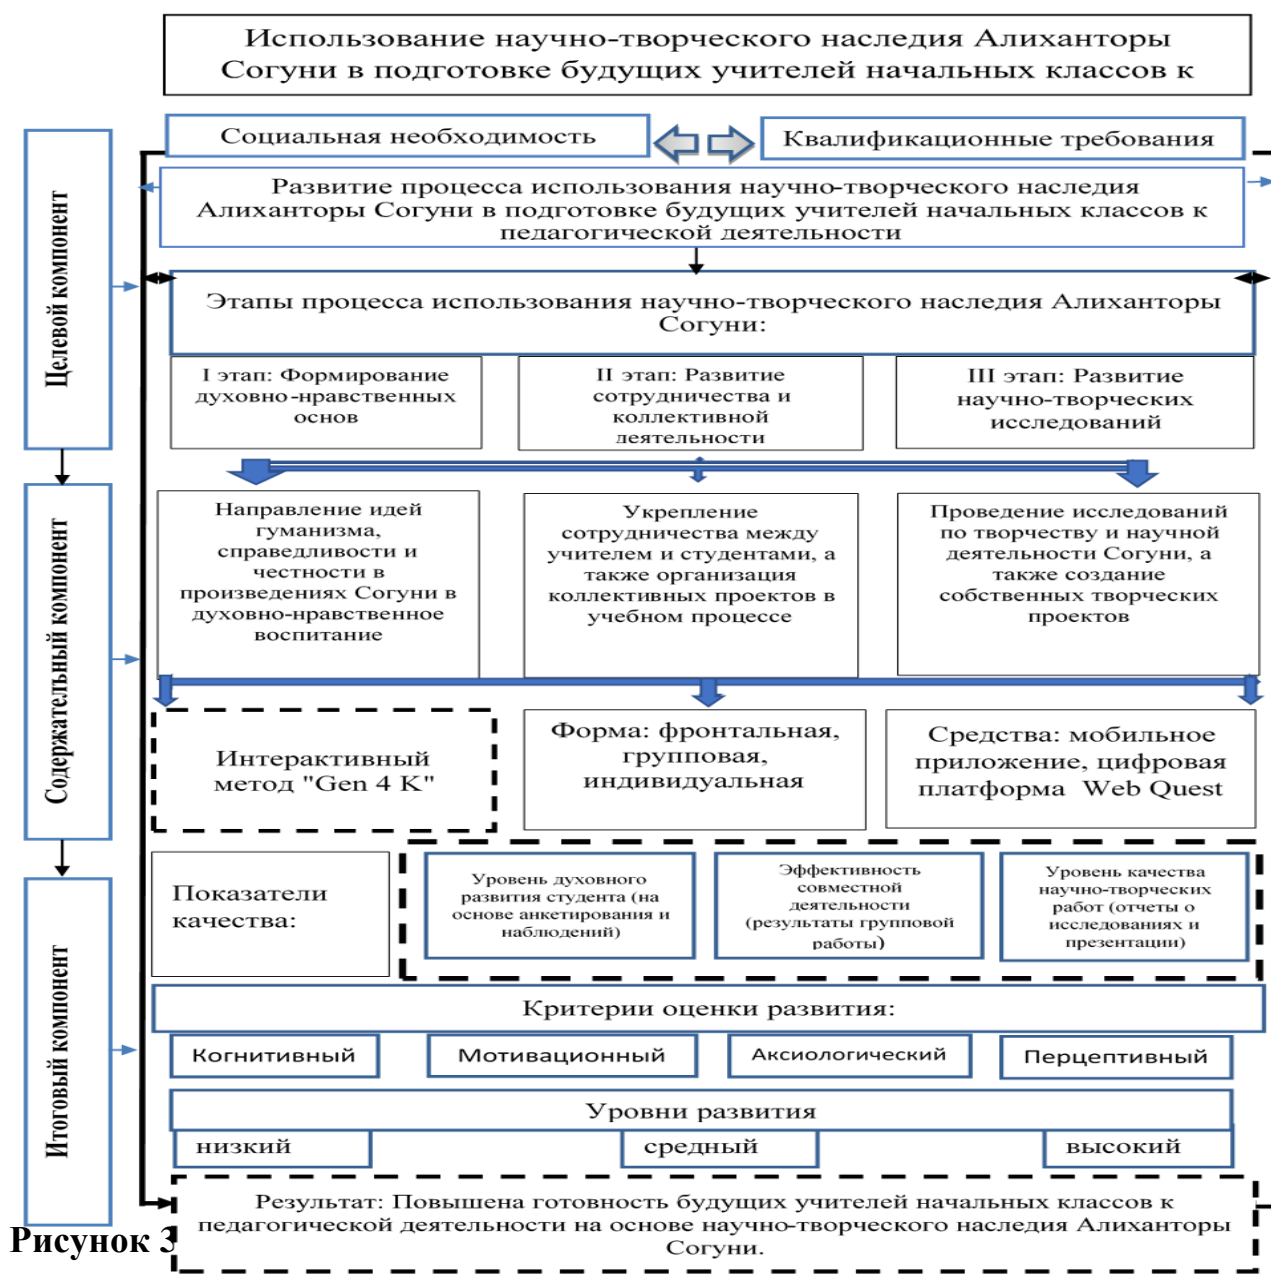 Использование научно-творческого наследия Алиханторы
Согуни в подготовке будущих учителей начальных классов к
Социальная необходимость
Квалификационные требования
Развитие процесса использования научно-творческого наследия
Алиханторы Согуни в подготовке будущих учителей начальных классов к
педагогической деятельности
Целевой компонент
Этапы процесса использования научно-творческого наследия Алиханторы
Согуни:
I этап: Формирование
духовно-нравственных
основ
II этап: Развитие
сотрудничества и
коллективной
деятельности
III этап: Развитие
научно-творческих
исследований
Содержательный компонент
Направление идей
гуманизма,
справедливости и
честности в
произведениях Согуни в
духовно-нравственное
воспитание
Укрепление
сотрудничества между
учителем и студентами, а
также организация
коллективных проектов в
учебном процессе
Проведение исследований
по творчеству и научной
деятельности Согуни, а
также создание
собственных творческих
проектов
Интерактивный
метод "Gen 4 K"
Форма: фронтальная,
групповая,
индивидуальная
Средства: мобильное
приложение, цифровая
платформа Web Quest
Итоговый компонент
Показатели
качества:
Уровень духовного
развития студента (на
основе анкетирования и
наблюдений)
Эффективность
совместной
деятельности
(результаты групповой
работы)
Уровень качества
научно-творческих
работ (отчеты о
исследованиях и
презентации)
Критерии оценки развития:
Когнитивный
Мотивационный
Аксиологический
Перцептивный
Уровни развития
низкий
средный
высокий
Результат: Повышена готовность будущих учителей начальных классов к
педагогической деятельности на основе научно-творческого наследия Алиханторы
Согуни.
Рисунок 3